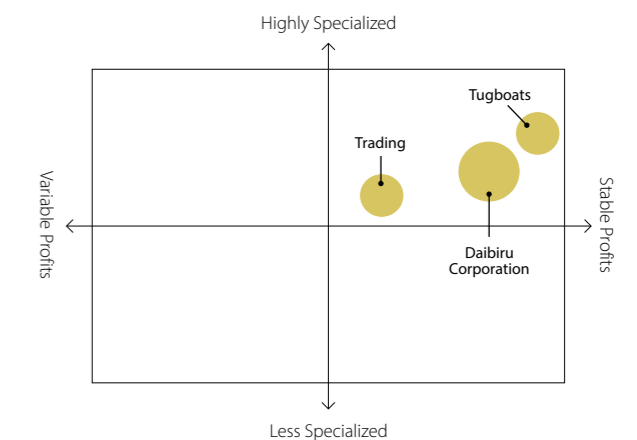 Highly Specialized
Tugboats
Trading
Variable Profits
Stable Profits
Daibiru
Corporation
Less Specialized